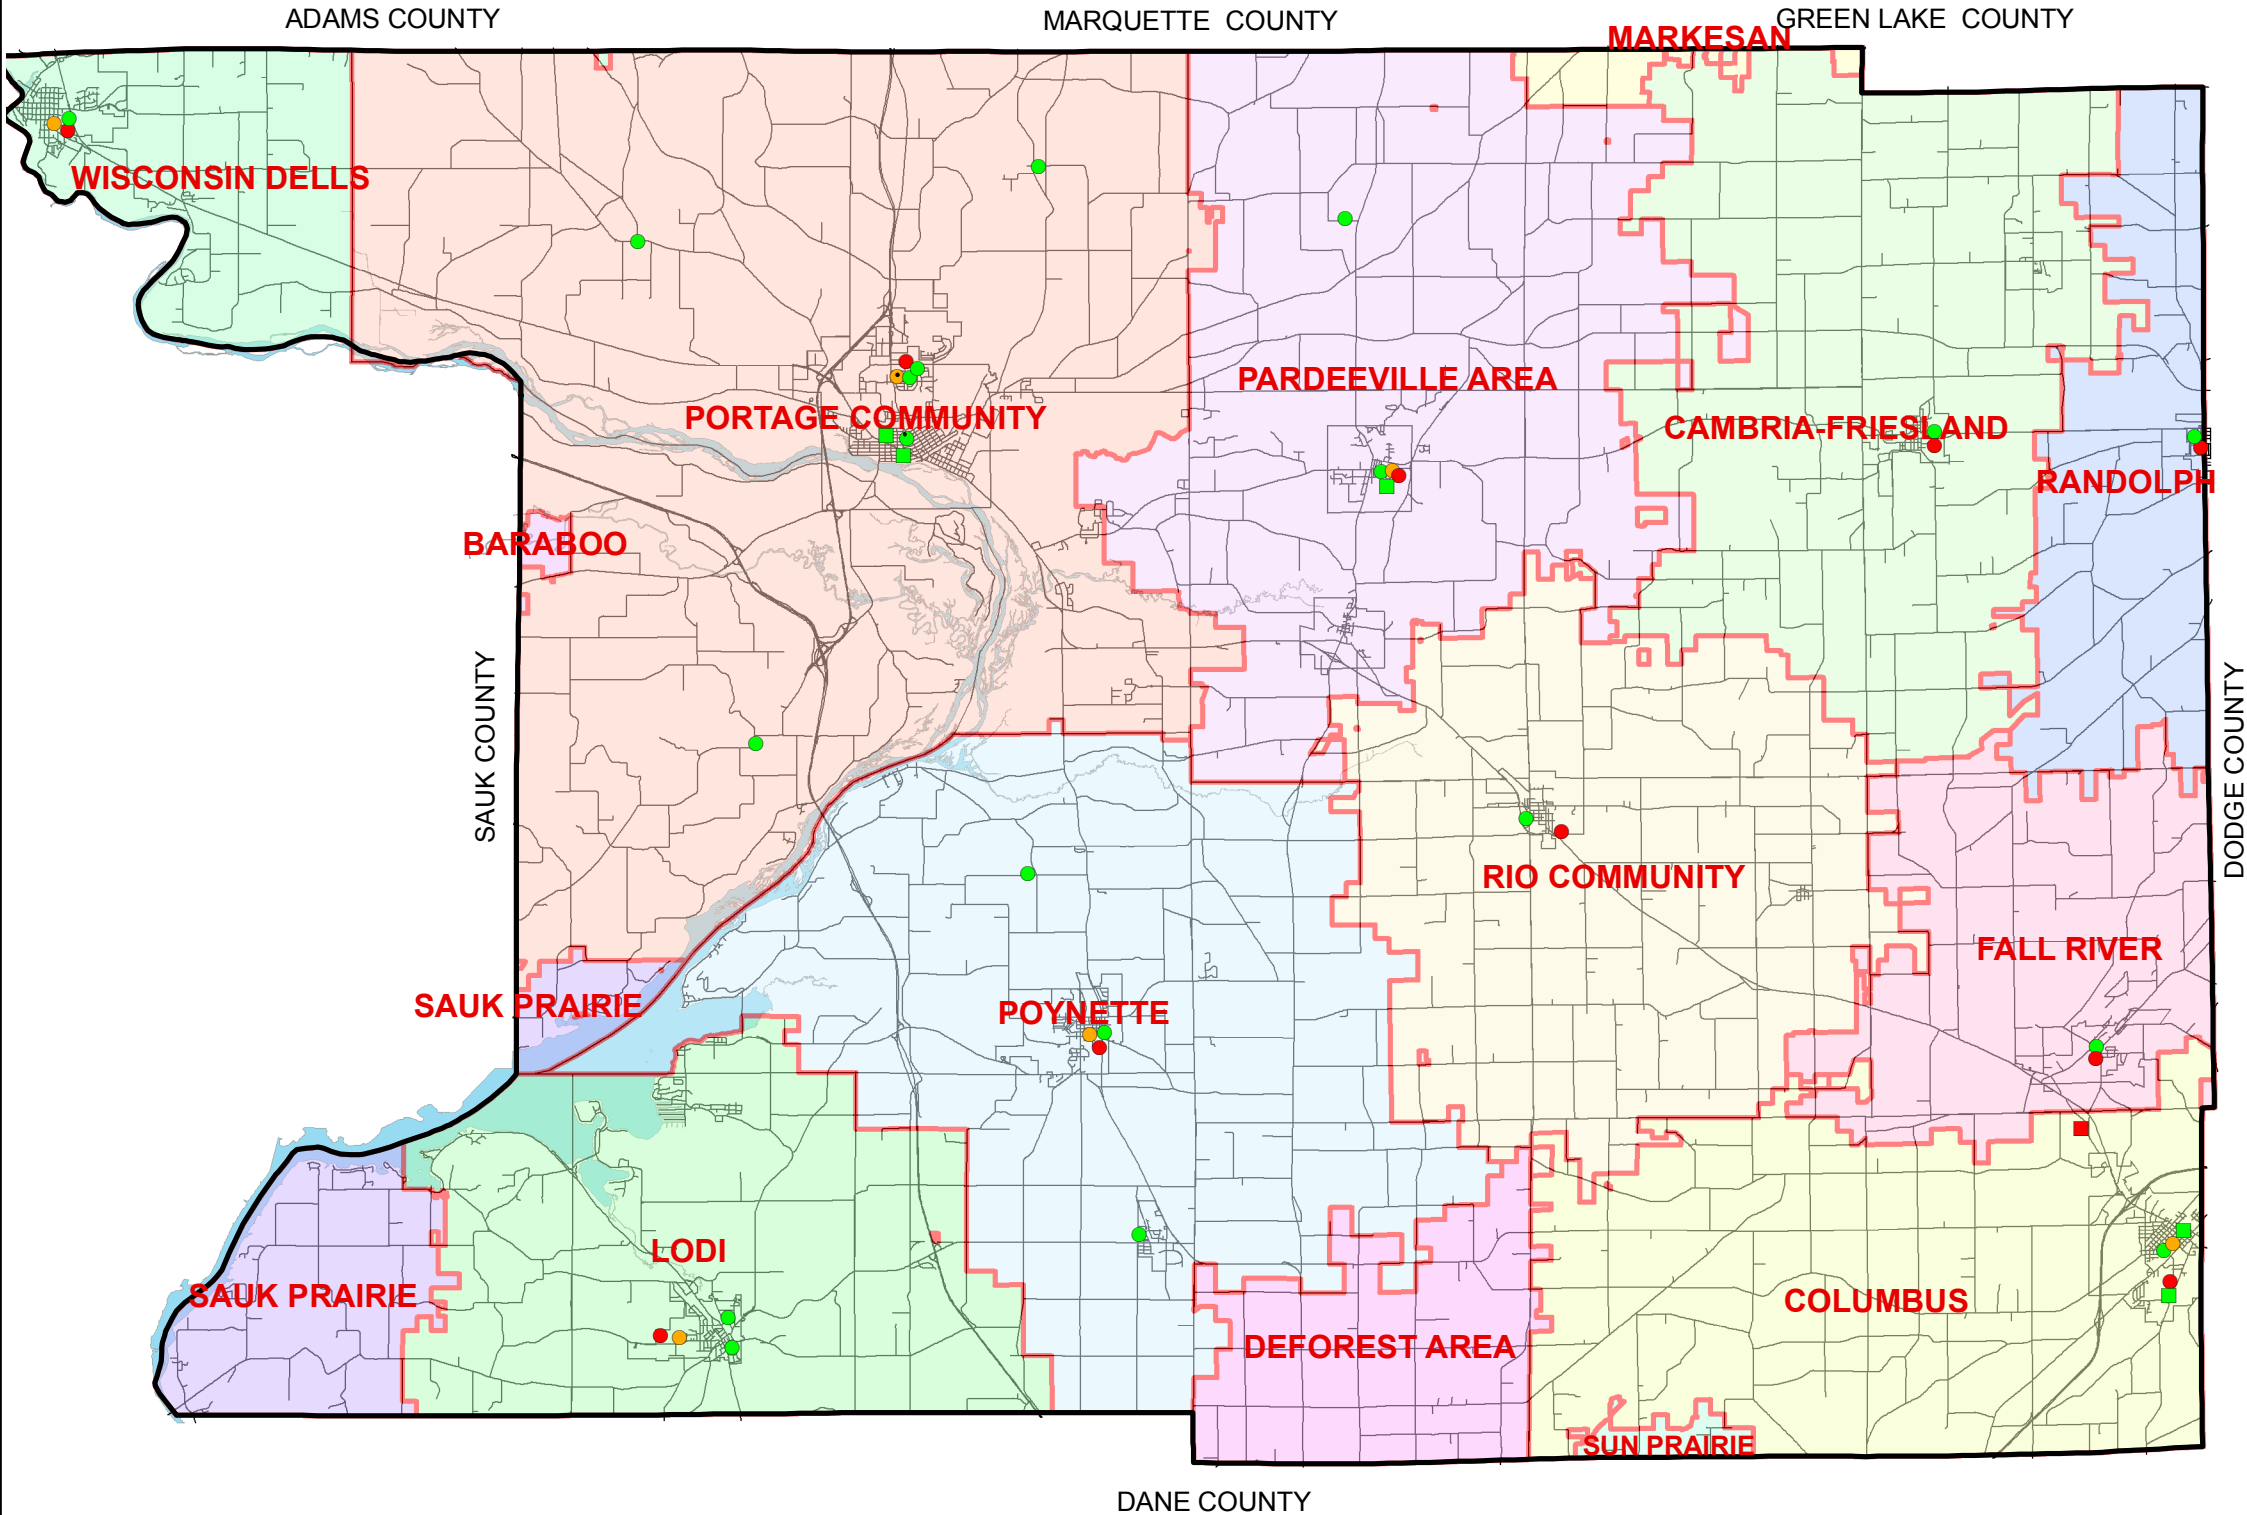 ADAMS COUNTY
MARQUETTE COUNTY
GREEN LAKE COUNTY
MARKESAN
WISCONSIN DELLS
PARDEEVILLE AREA
PORTAGE COMMUNITY
CAMBRIA-FRIESLAND
RANDOLPH
BARABOO
SAUK COUNTY
DODGE COUNTY
RIO COMMUNITY
FALL RIVER
SAUK PRAIRIE
POYNETTE
LODI
SAUK PRAIRIE
COLUMBUS
DEFOREST AREA
SUN PRAIRIE
DANE COUNTY